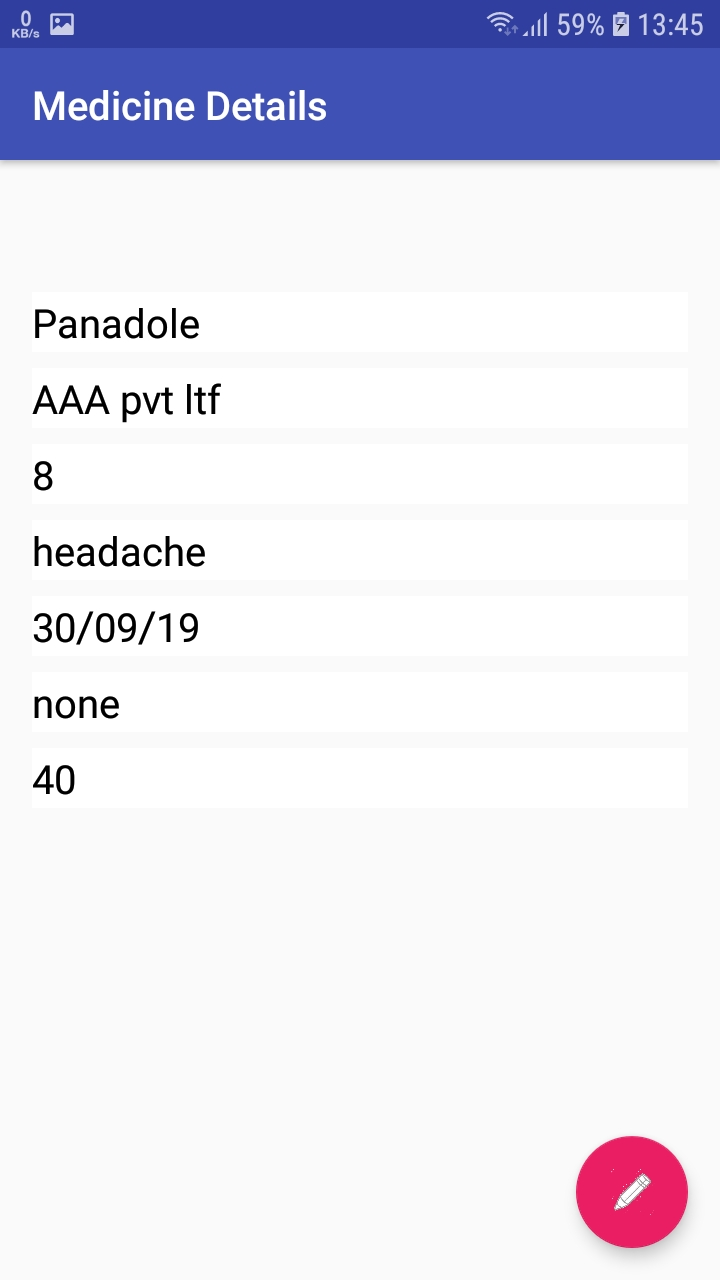 0
KB/s
59%
13:45
Medicine Details
Panadole
AAA pvt ltf
8
headache
30/09/19
none
40